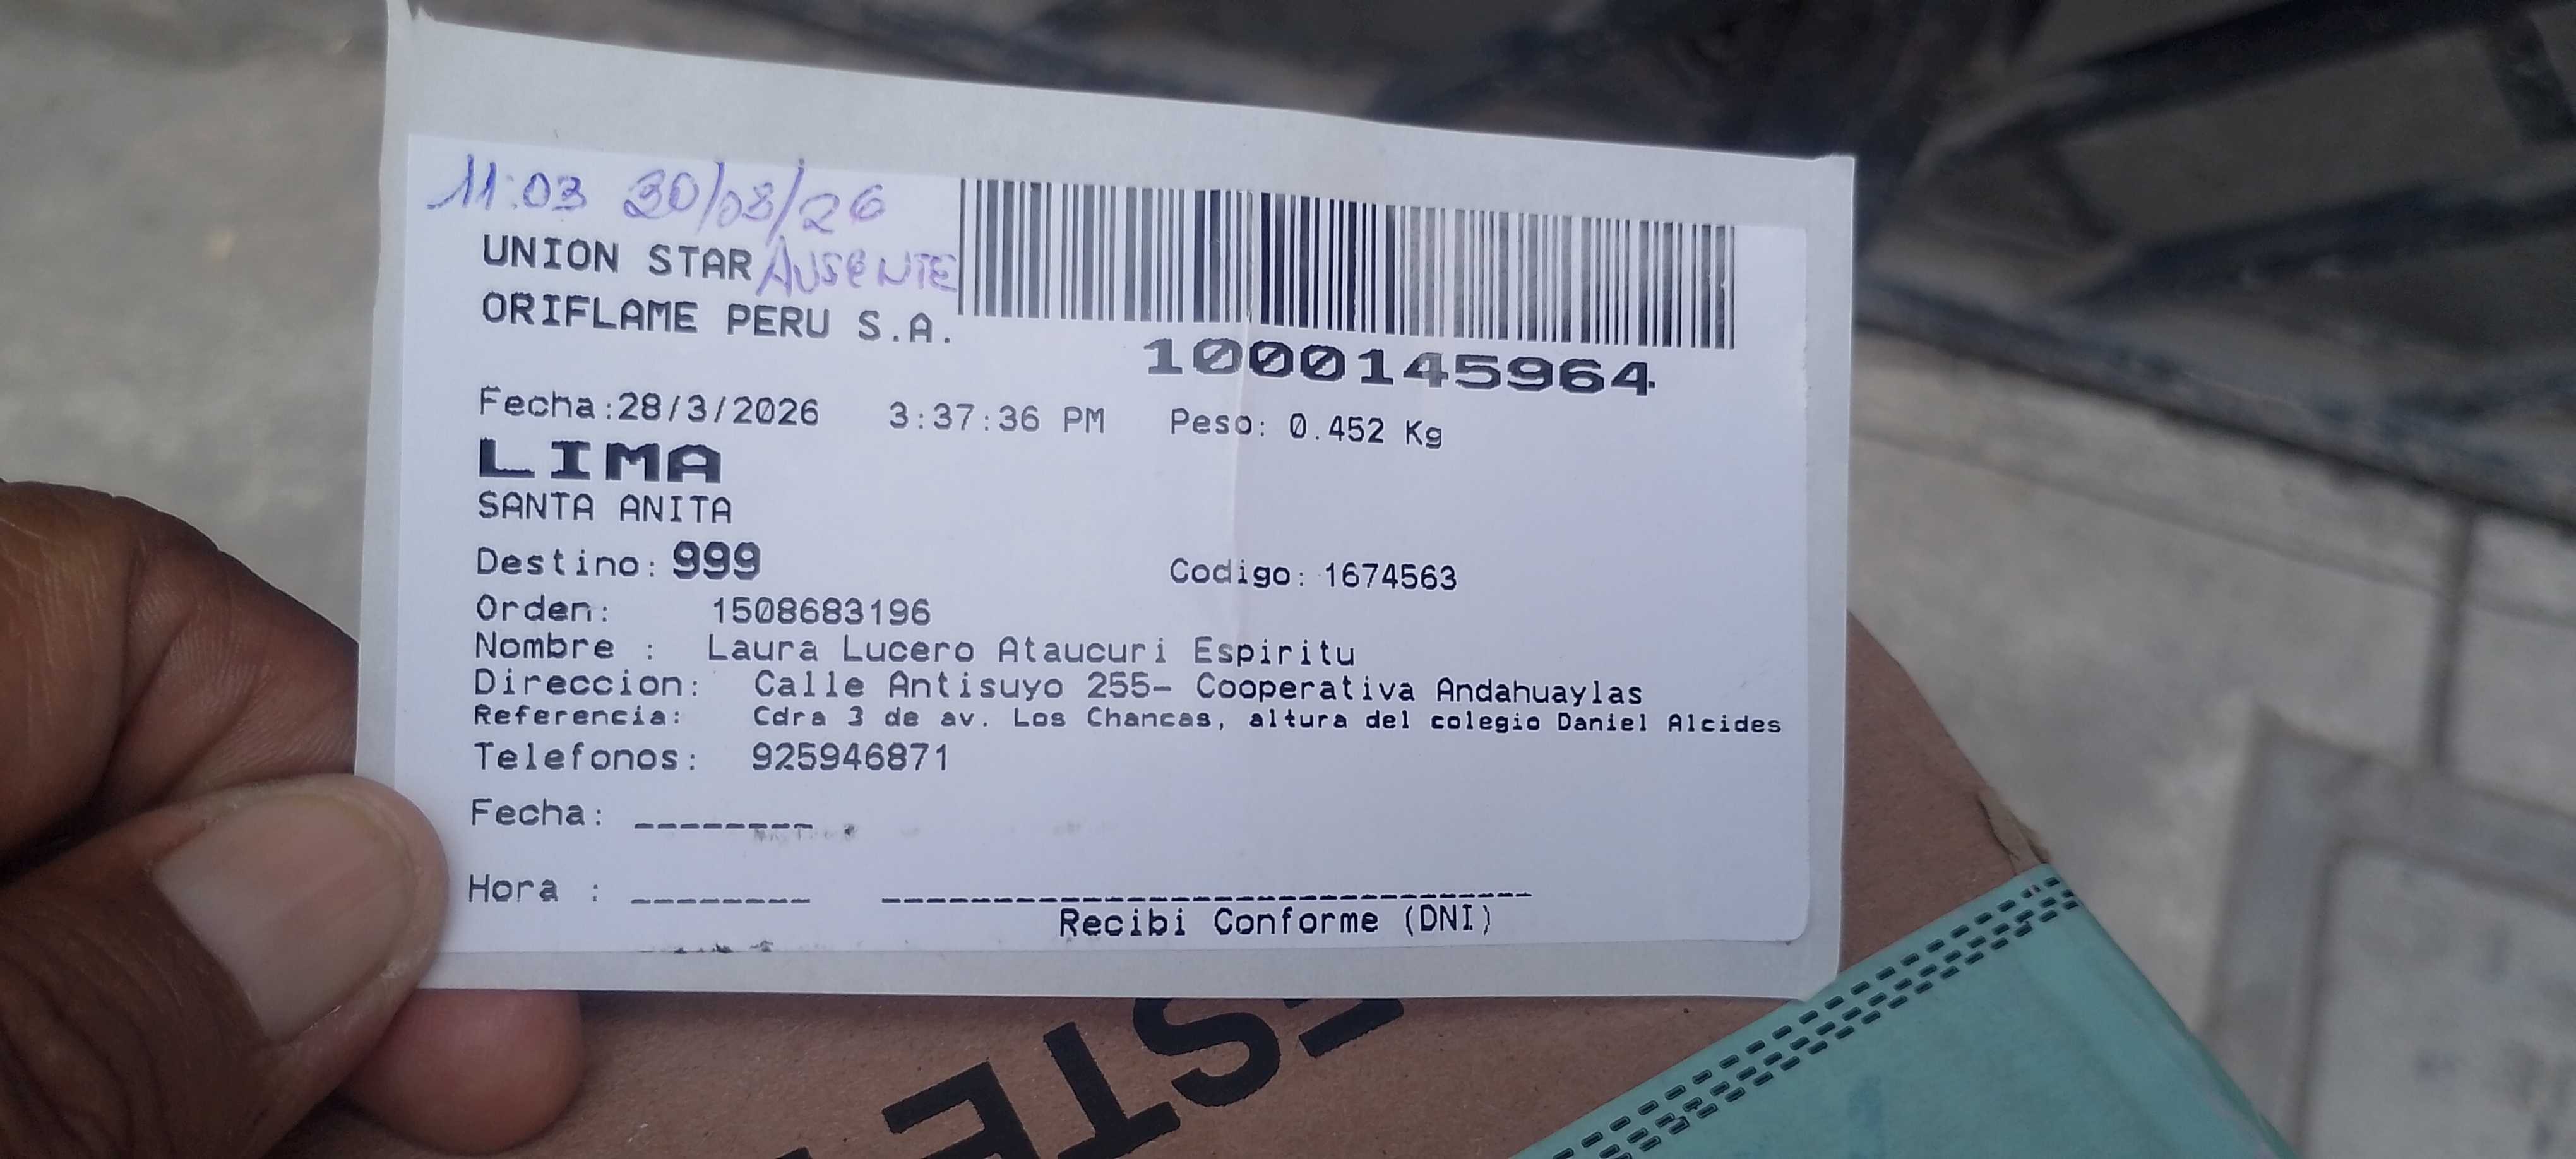 11:03 30/03/26
UNION STAR AUSENTE
ORIFLAME PERU S.A.
1000145964
Fecha:28/3/2026 3:37:36 PM Peso: 0.452 Kg
LIMA
SANTA ANITA
Destino: 999 Codigo: 1674563
Orden: 1508683196
Nombre : Laura Lucero Ataucuri Espiritu
Direccion: Calle Antisuyo 255- Cooperativa Andahuaylas
Referencia: Cdra 3 de av. Los Chancas, altura del colegio Daniel Alcides
Telefonos: 925946871
Fecha: --------
Hora : --------
Recibi Conforme (DNI)
ESTE